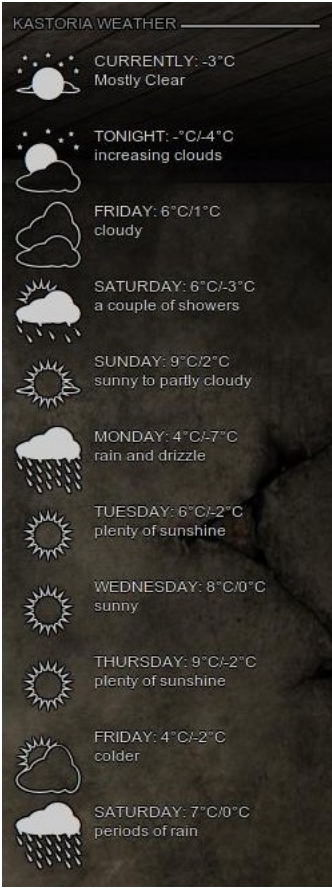 KASTORIA WEATHER
CURRENTLY: -3°C
Mostly Clear
TONIGHT: -°C/-4°C
increasing clouds
FRIDAY: 6°C/1°C
cloudy
SATURDAY: 6°C/-3°C
a couple of showers
SUNDAY: 9°C/2°C
sunny to partly cloudy
MONDAY: 4°C/-7°C
rain and drizzle
TUESDAY: 6°C/-2°C
plenty of sunshine
WEDNESDAY: 8°C/0°C
sunny
THURSDAY: 9°C/-2°C
plenty of sunshine
FRIDAY: 4°C/-2°C
colder
SATURDAY: 7°C/0°C
periods of rain